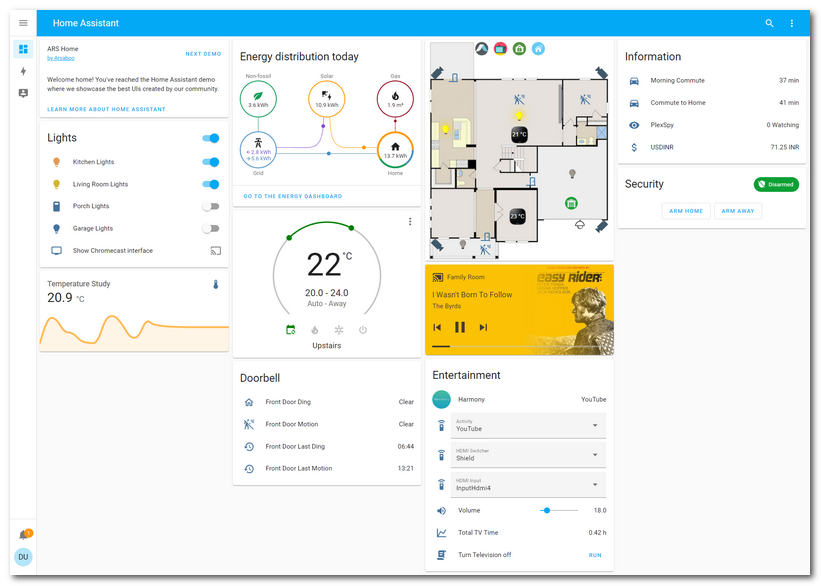 Home Assistant
ARS Home
by Arsaboo
NEXT DEMO
Welcome home! You've reached the Home Assistant demo
where we showcase the best UIs created by our community.
LEARN MORE ABOUT HOME ASSISTANT
Lights
Kitchen Lights
Living Room Lights
Porch Lights
Garage Lights
Show Chromecast interface
Temperature Study
20.9 °C
Energy distribution today
Non-fossil
Solar
Gas
3.6 kWh
10.9 kWh
1.9 m³
← 2.8 kWh
→ 5.6 kWh
13.7 kWh
Grid
Home
GO TO THE ENERGY DASHBOARD
22 °C
20.0 - 24.0
Auto - Away
Upstairs
Doorbell
Front Door Ding Clear
Front Door Motion Clear
Front Door Last Ding 06:44
Front Door Last Motion 13:21
21 °C
23 °C
Family Room
I Wasn't Born To Follow
The Byrds
easy RideR
Entertainment
Harmony YouTube
Activity
YouTube
HDMI Switcher
Shield
HDMI Input
InputHdmi4
Volume 18.0
Total TV Time 0.42 h
Turn Television off RUN
Information
Morning Commute 37 min
Commute to Home 41 min
PlexSpy 0 Watching
USDINR 71.25 INR
Security
Disarmed
ARM HOME
ARM AWAY
1
DU